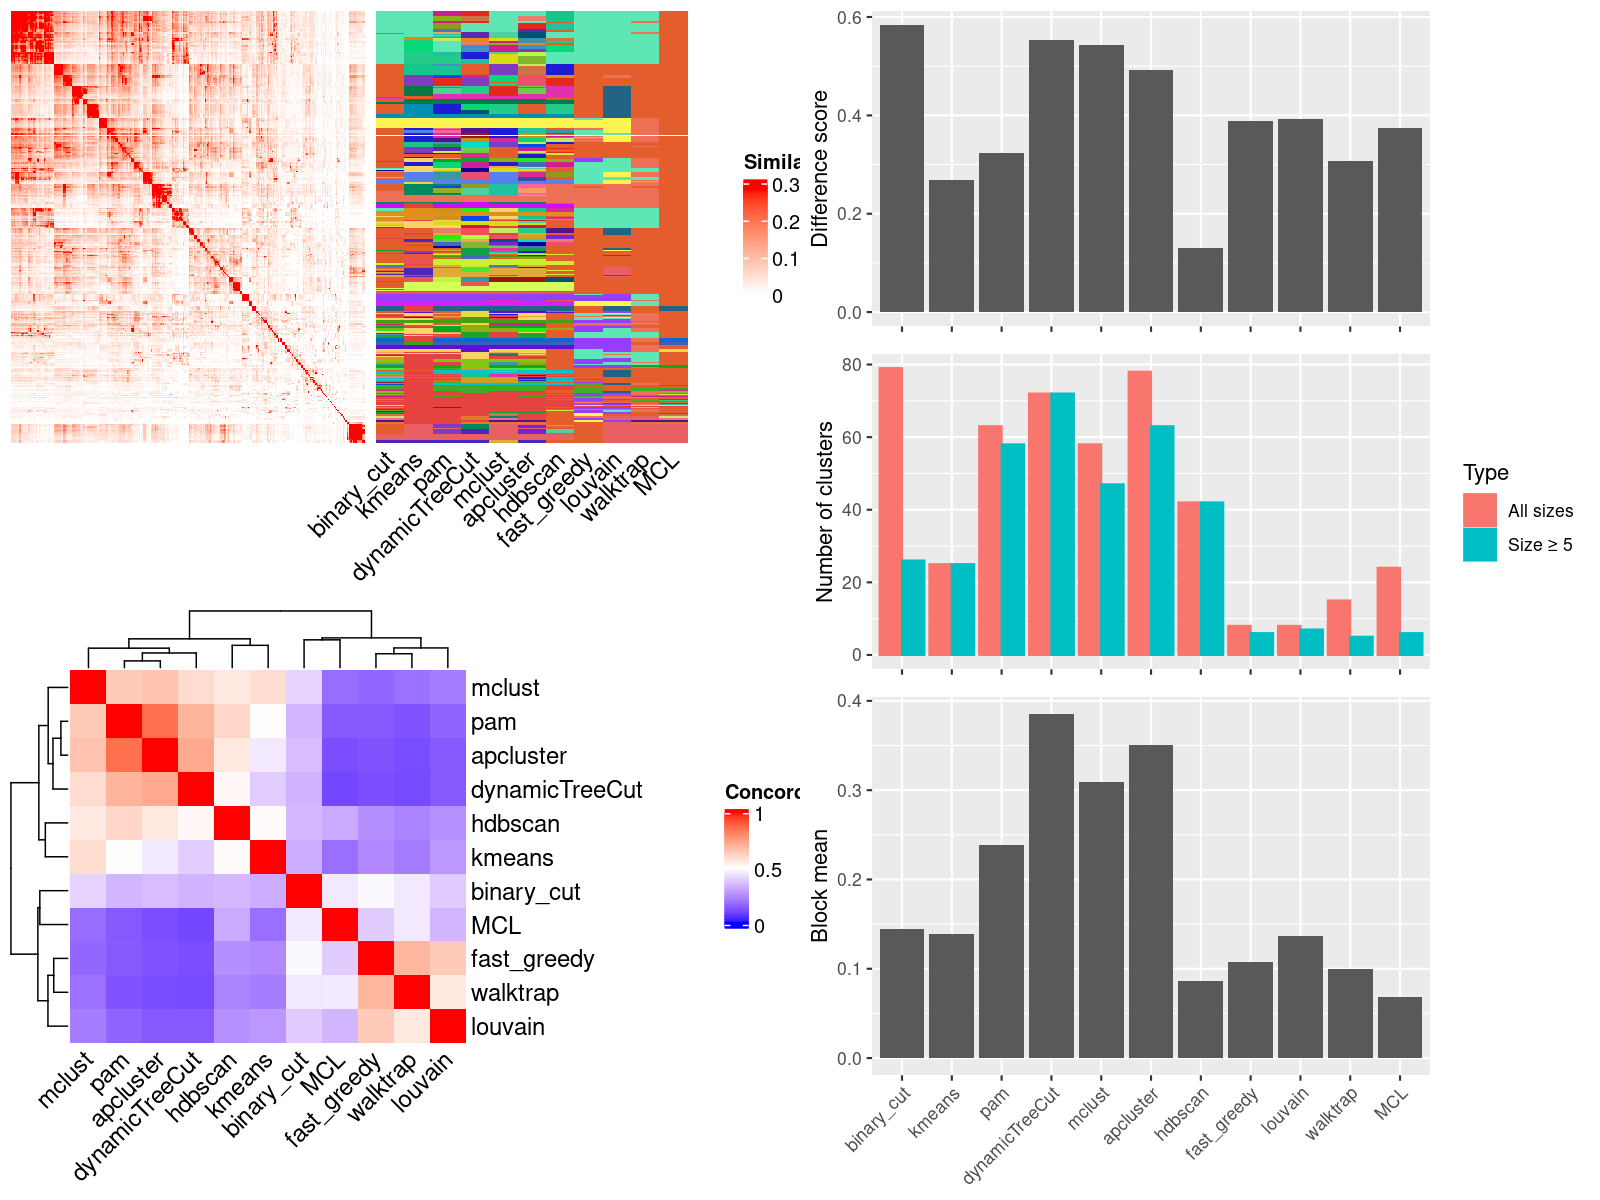 Simila
0.3
0.2
0.1
0
binary_cut
kmeans
pam
dynamicTreeCut
mclust
apcluster
hdbscan
fast_greedy
louvain
walktrap
MCL
mclust
pam
apcluster
dynamicTreeCut
hdbscan
kmeans
binary_cut
MCL
fast_greedy
walktrap
louvain
mclust
pam
apcluster
dynamicTreeCut
hdbscan
kmeans
binary_cut
MCL
fast_greedy
walktrap
louvain
Concord
1
0.5
0
Difference score
0.6
0.4
0.2
0.0
Number of clusters
80
60
40
20
0
Type
All sizes
Size ≥ 5
Block mean
0.4
0.3
0.2
0.1
0.0
binary_cut
kmeans
pam
dynamicTreeCut
mclust
apcluster
hdbscan
fast_greedy
louvain
walktrap
MCL